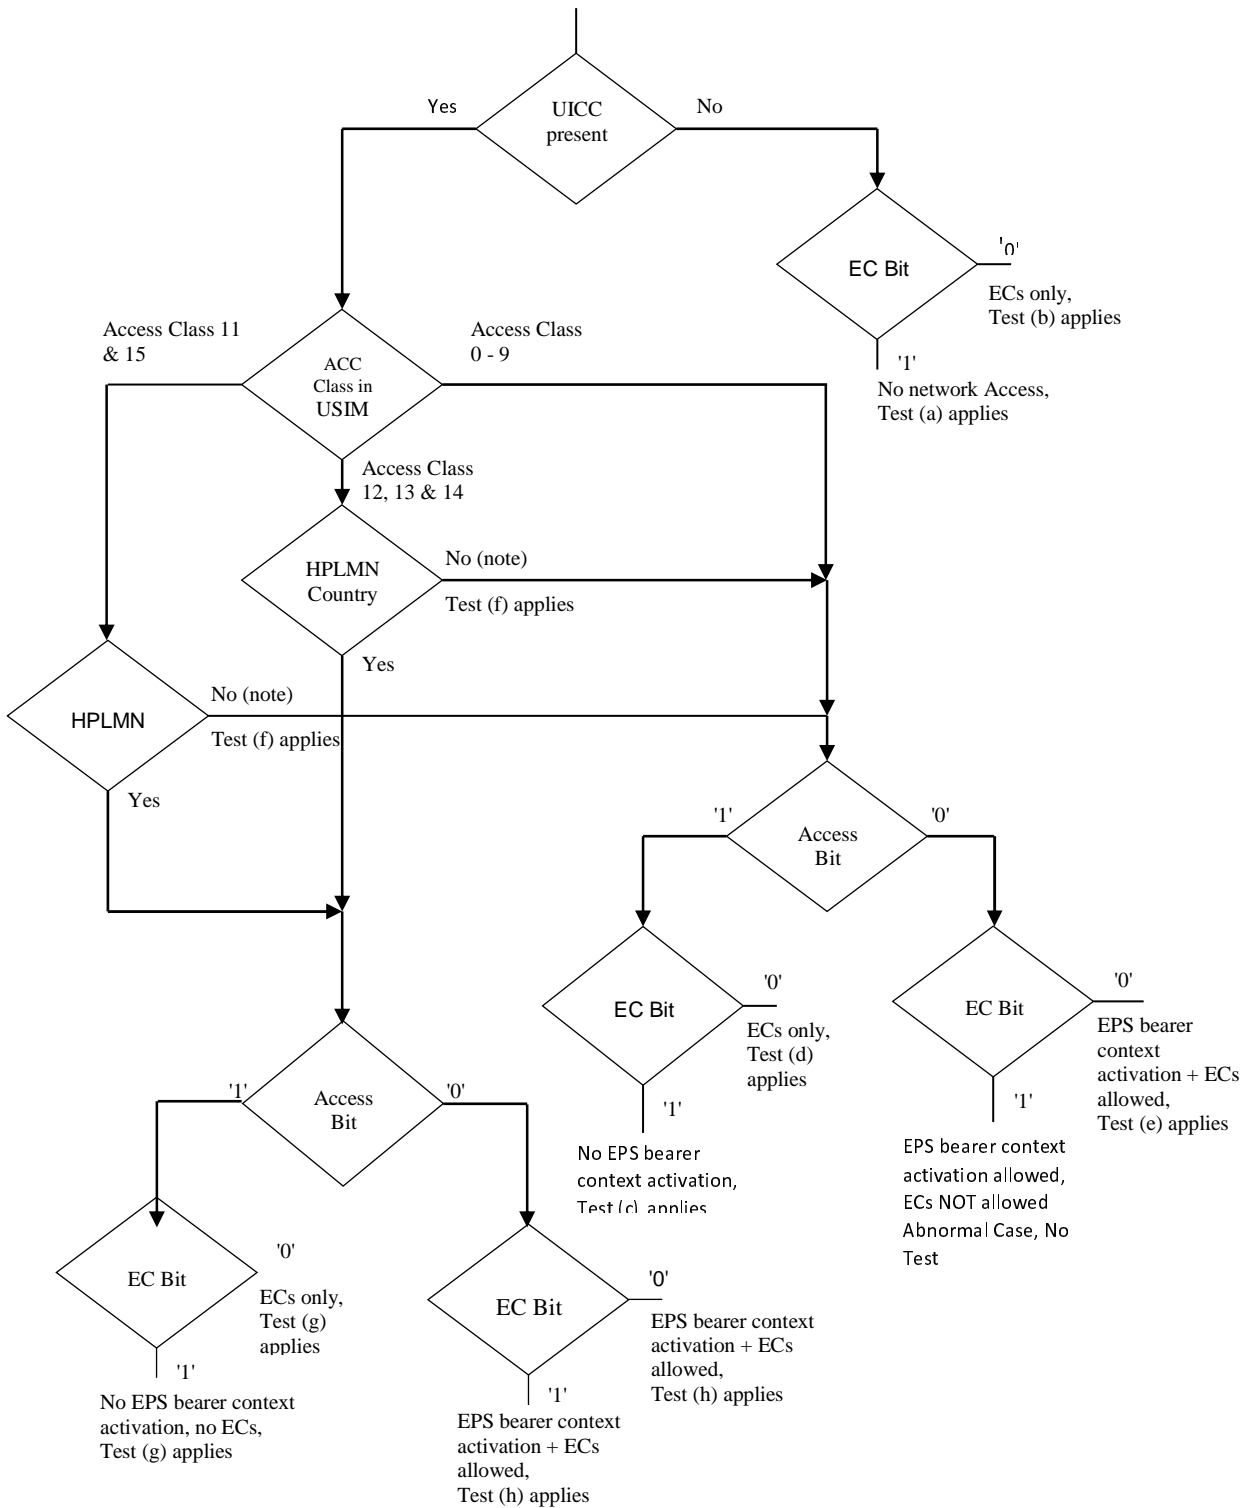 UICC
present
Yes
No
EC Bit
'0'
ECs only,
Test (b) applies
'1'
No network Access,
Test (a) applies
Access Class 11
& 15
ACC
Class in
USIM
Access Class
0 - 9
Access Class
12, 13 & 14
HPLMN
Country
No (note)
Test (f) applies
Yes
HPLMN
No (note)
Test (f) applies
Yes
Access
Bit
'1'
'0'
EC Bit
'0'
ECs only,
Test (d)
applies
'1'
No EPS bearer
context activation,
Test (c) applies
EC Bit
'0'
EPS bearer
context
activation + ECs
allowed,
Test (e) applies
'1'
EPS bearer context
activation allowed,
ECs NOT allowed
Abnormal Case, No
Test
Access
Bit
'1'
'0'
EC Bit
'0'
ECs only,
Test (g)
applies
'1'
No EPS bearer context
activation, no ECs,
Test (g) applies
EC Bit
'0'
EPS bearer context
activation + ECs
allowed,
Test (h) applies
'1'
EPS bearer context
activation + ECs
allowed,
Test (h) applies